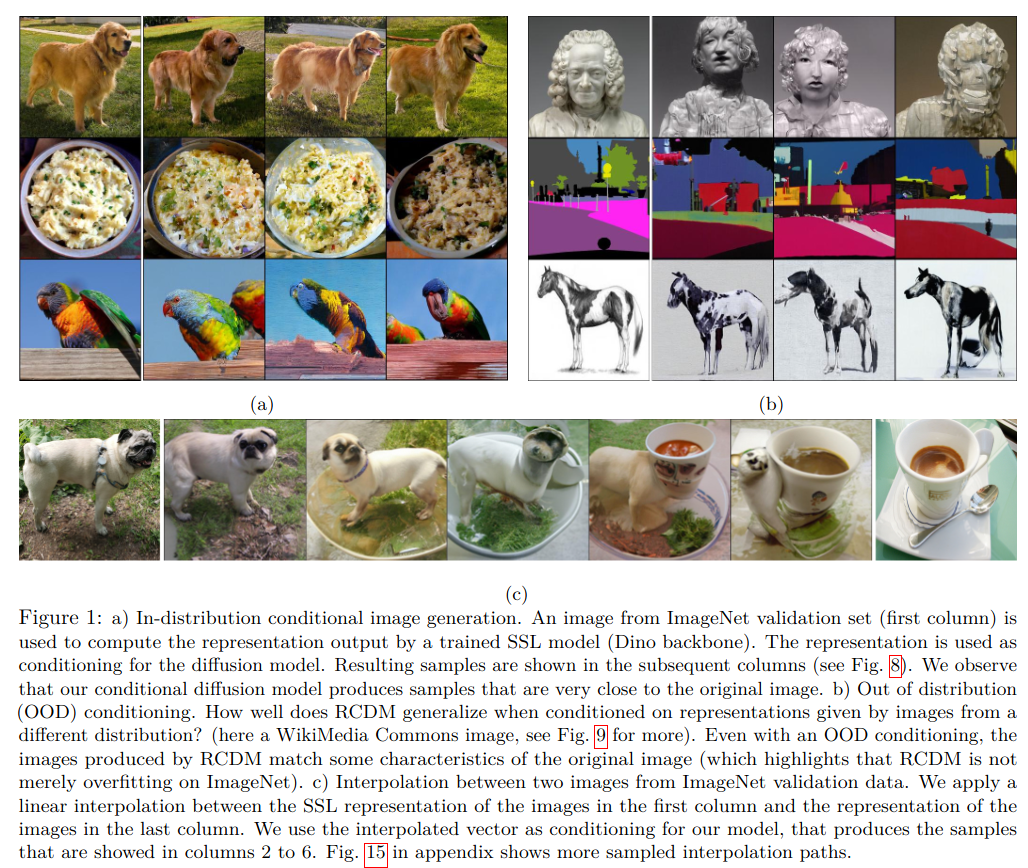 (a)
(b)
(c)
Figure 1: a) In-distribution conditional image generation. An image from ImageNet validation set (first column) is
used to compute the representation output by a trained SSL model (Dino backbone). The representation is used as
conditioning for the diffusion model. Resulting samples are shown in the subsequent columns (see Fig. 8). We observe
that our conditional diffusion model produces samples that are very close to the original image. b) Out of distribution
(OOD) conditioning. How well does RCDM generalize when conditioned on representations given by images from a
different distribution? (here a WikiMedia Commons image, see Fig. 9 for more). Even with an OOD conditioning, the
images produced by RCDM match some characteristics of the original image (which highlights that RCDM is not
merely overfitting on ImageNet). c) Interpolation between two images from ImageNet validation data. We apply a
linear interpolation between the SSL representation of the images in the first column and the representation of the
images in the last column. We use the interpolated vector as conditioning for our model, that produces the samples
that are showed in columns 2 to 6. Fig. 15 in appendix shows more sampled interpolation paths.